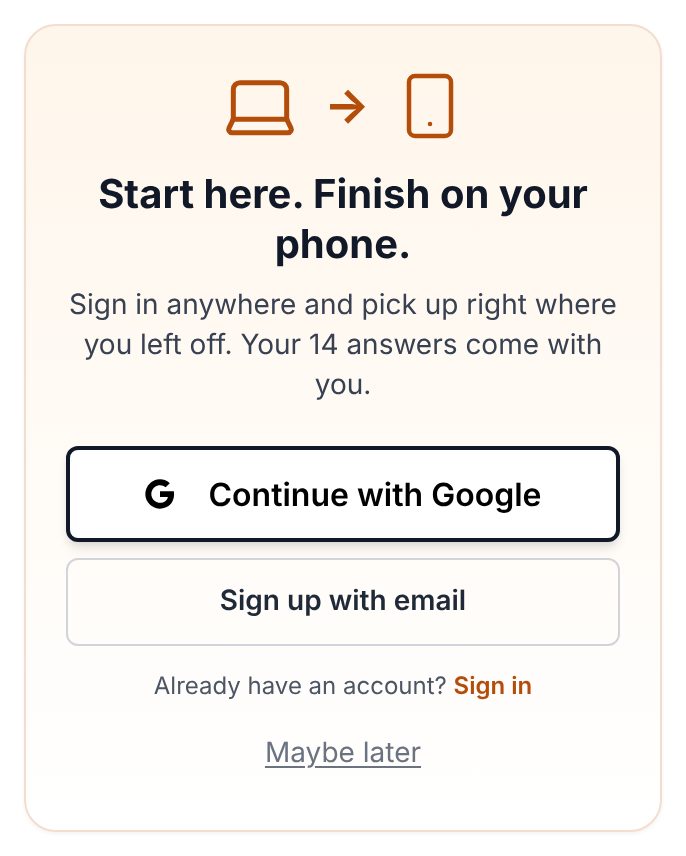 Start here. Finish on your
phone.
Sign in anywhere and pick up right where
you left off. Your 14 answers come with
you.
Continue with Google
Sign up with email
Already have an account? Sign in
Maybe later